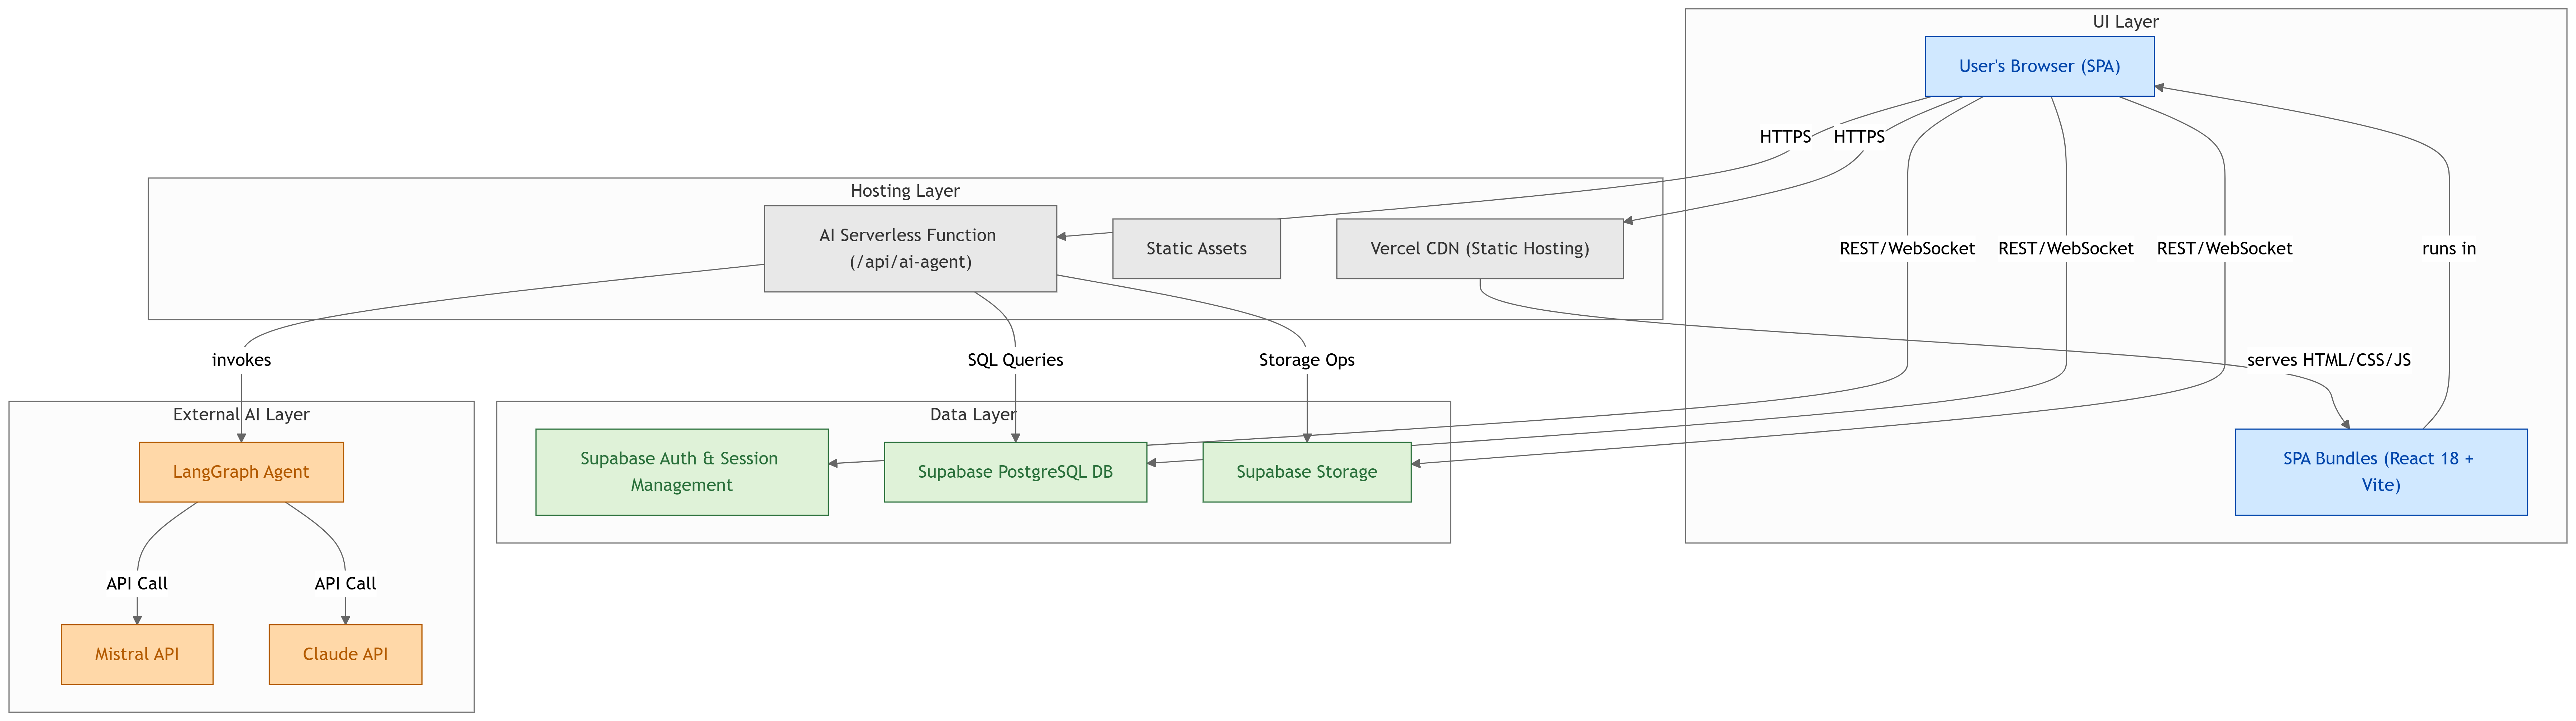 UI Layer
User's Browser (SPA)
HTTPS
HTTPS
Hosting Layer
AI Serverless Function
(/api/ai-agent)
Static Assets
Vercel CDN (Static Hosting)
REST/WebSocket
REST/WebSocket
REST/WebSocket
runs in
invokes
SQL Queries
Storage Ops
serves HTML/CSS/JS
External AI Layer
Data Layer
LangGraph Agent
Supabase Auth & Session
Management
Supabase PostgreSQL DB
Supabase Storage
SPA Bundles (React 18 +
Vite)
API Call
API Call
Mistral API
Claude API